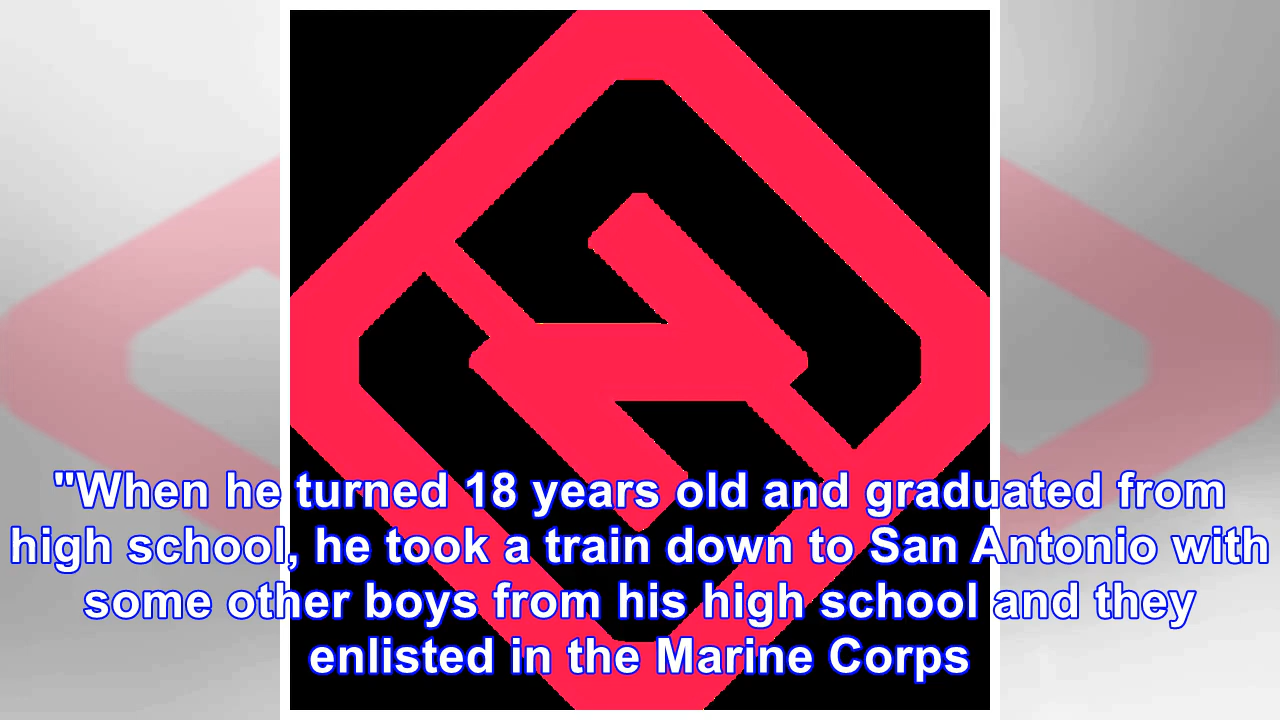 "When he turned 18 years old and graduated from
high school, he took a train down to San Antonio with
some other boys from his high school and they
enlisted in the Marine Corps